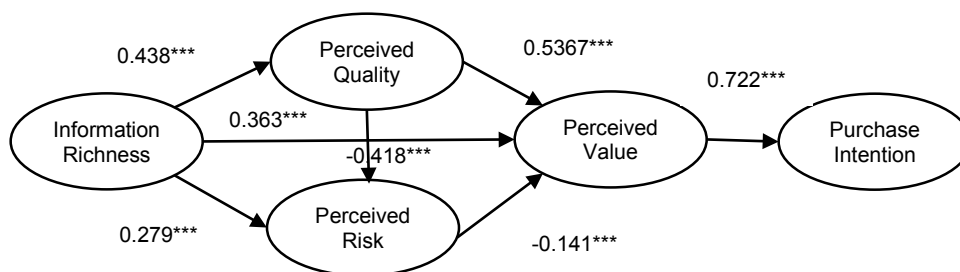 0.438***
Perceived
Quality
0.5367***
0.722***
Information
Richness
0.363***
Perceived
Value
Purchase
Intention
-0.418***
0.279***
Perceived
Risk
-0.141***